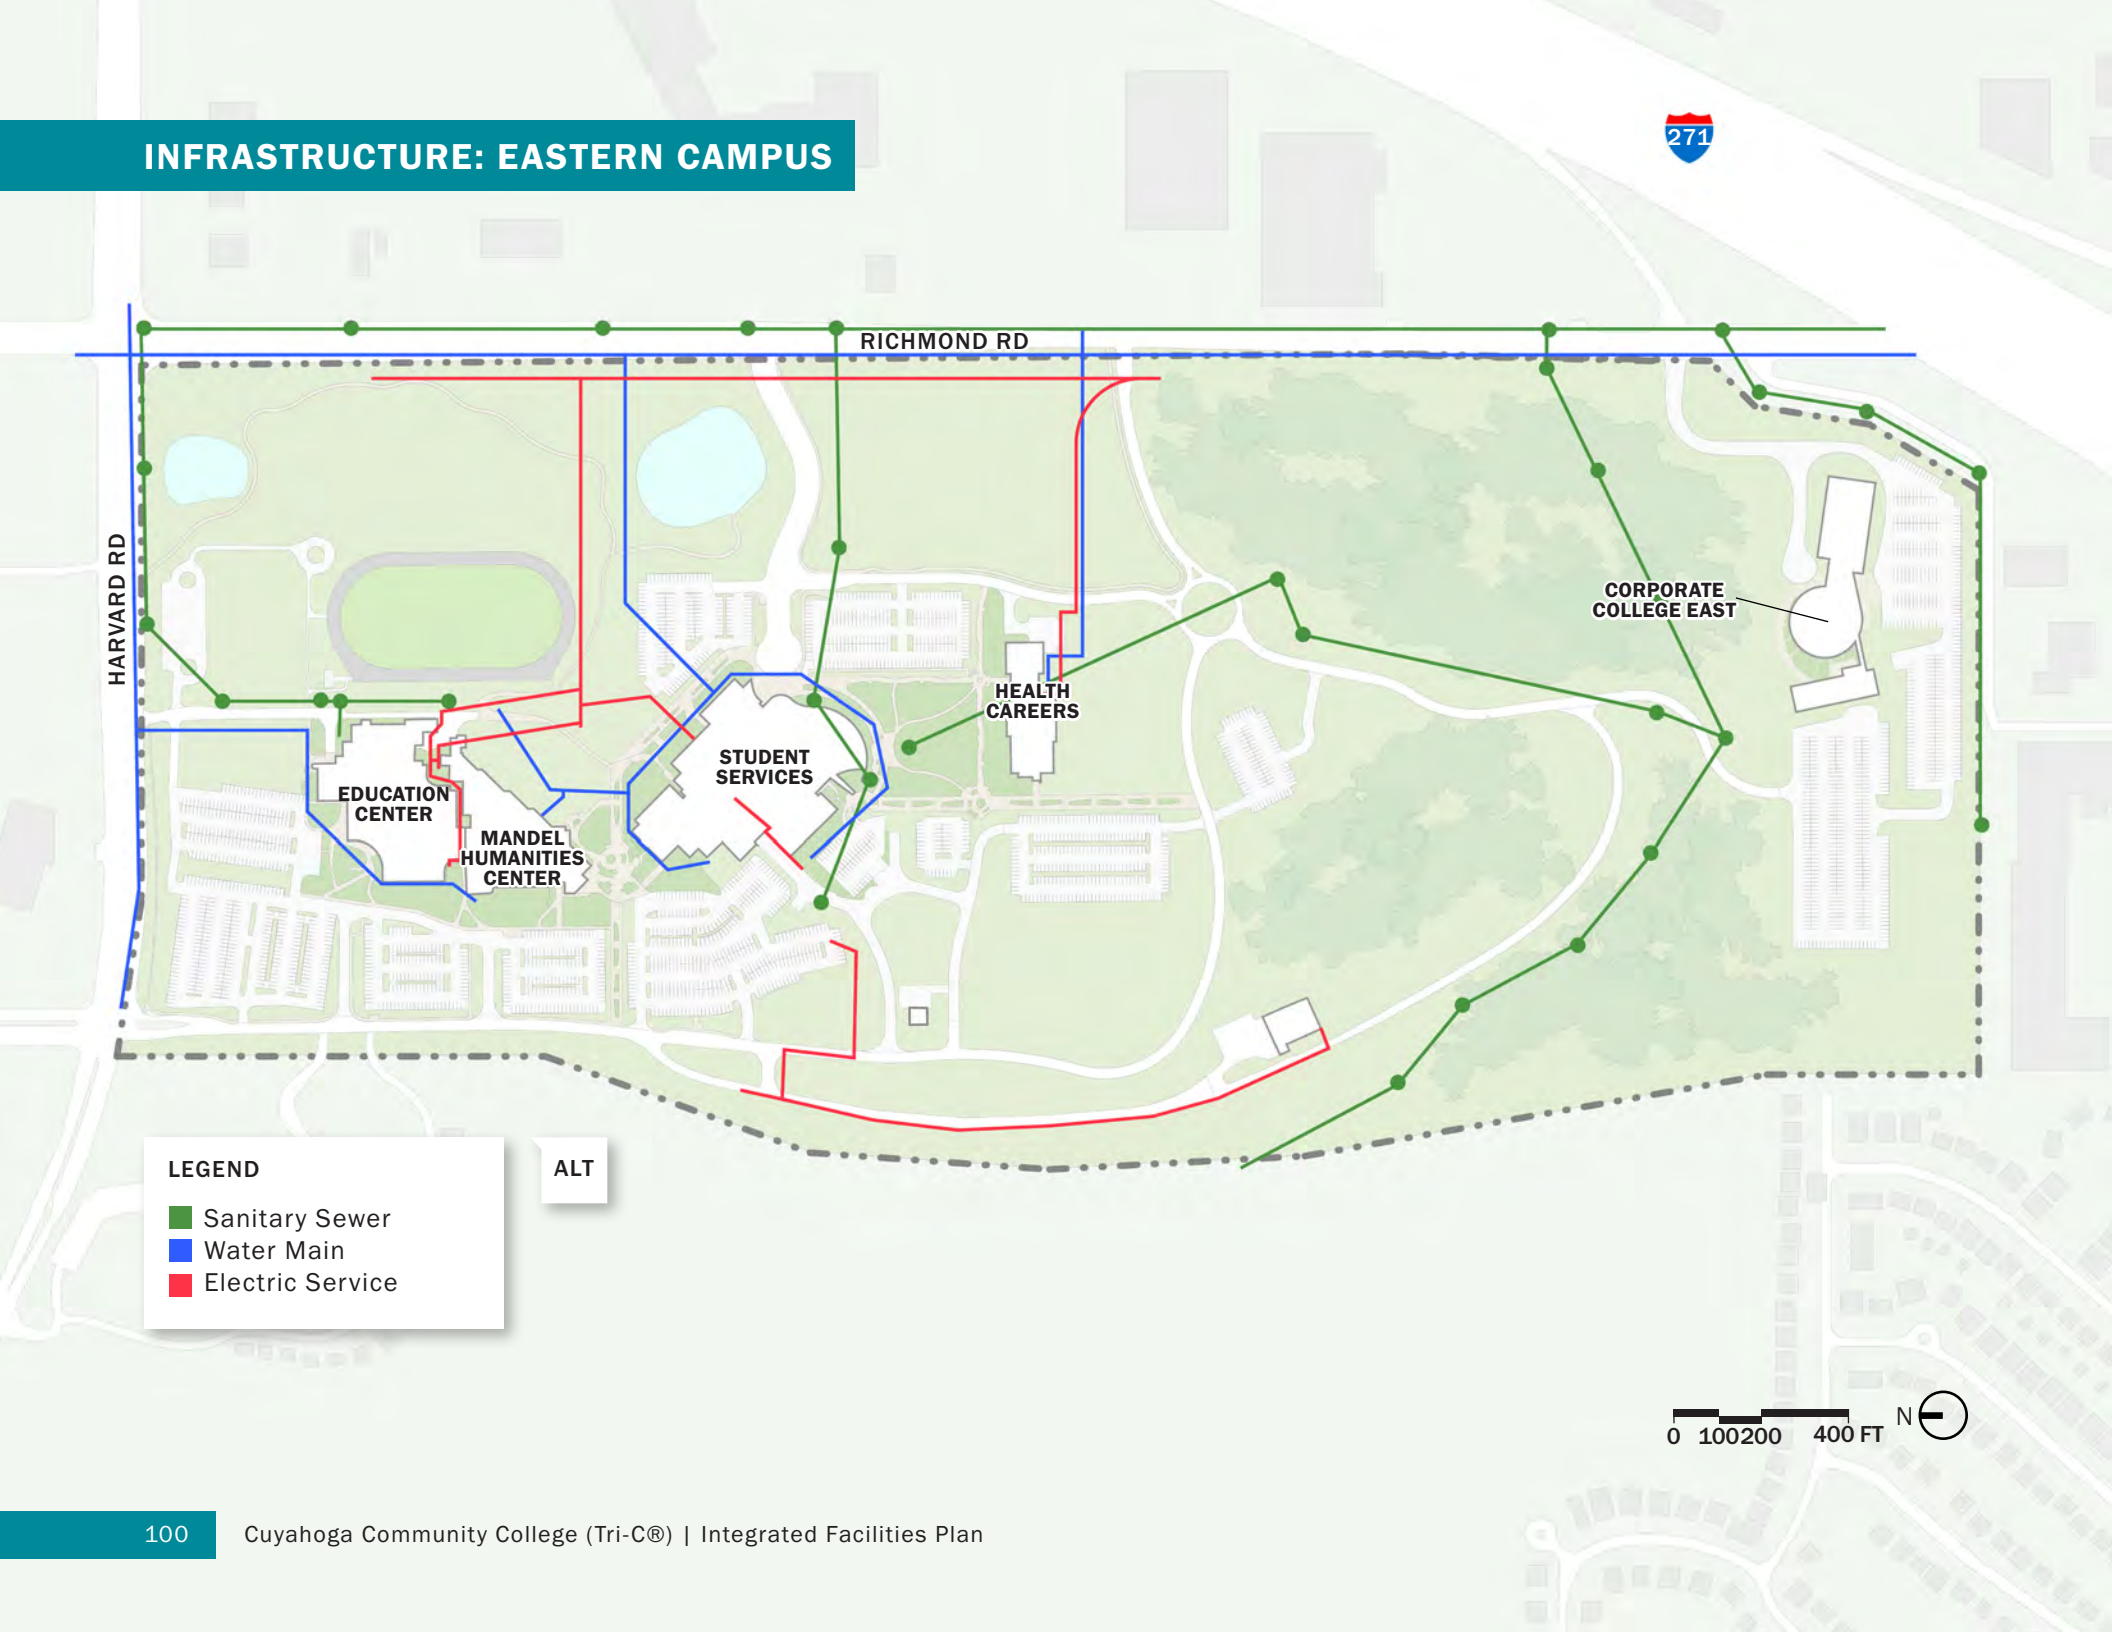 INFRASTRUCTURE: EASTERN CAMPUS
271
RICHMOND RD
HARVARD RD
CORPORATE
COLLEGE EAST
HEALTH
CAREERS
STUDENT
SERVICES
EDUCATION
CENTER
MANDEL
HUMANITIES
CENTER
LEGEND
Sanitary Sewer
Water Main
Electric Service
ALT
0 100 200 400 FT
N
100 Cuyahoga Community College (Tri-C®) | Integrated Facilities Plan